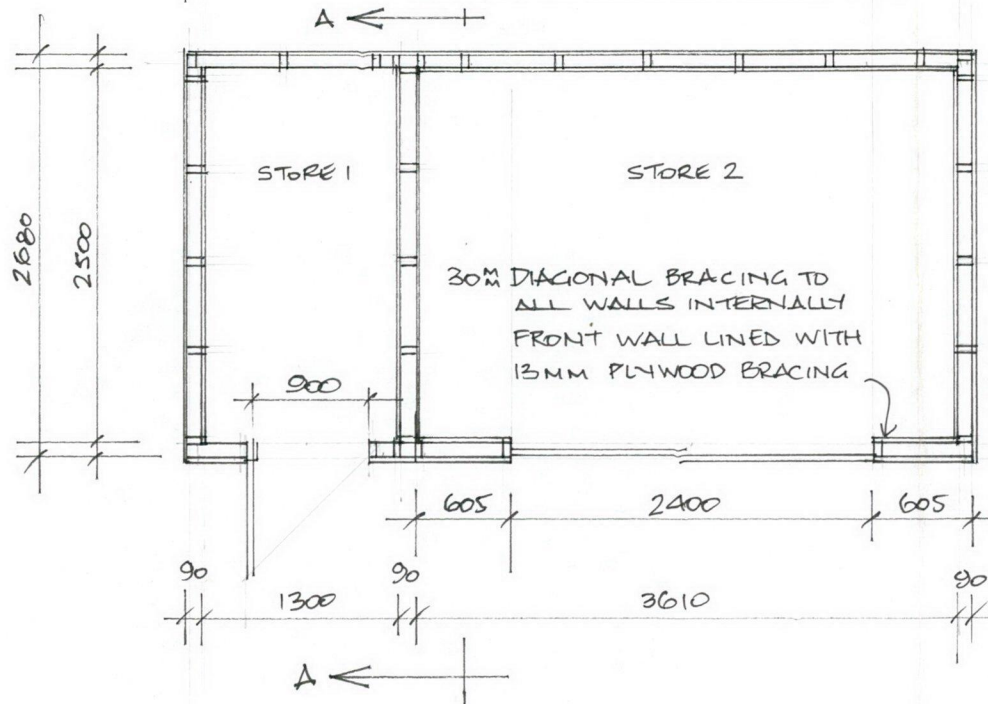 A
STORE 1
STORE 2
2680
2500
30MM DIAGONAL BRACING TO
ALL WALLS INTERNALLY
FRONT WALL LINED WITH
13MM PLYWOOD BRACING
900
605
2400
605
90
1300
90
3610
90
A